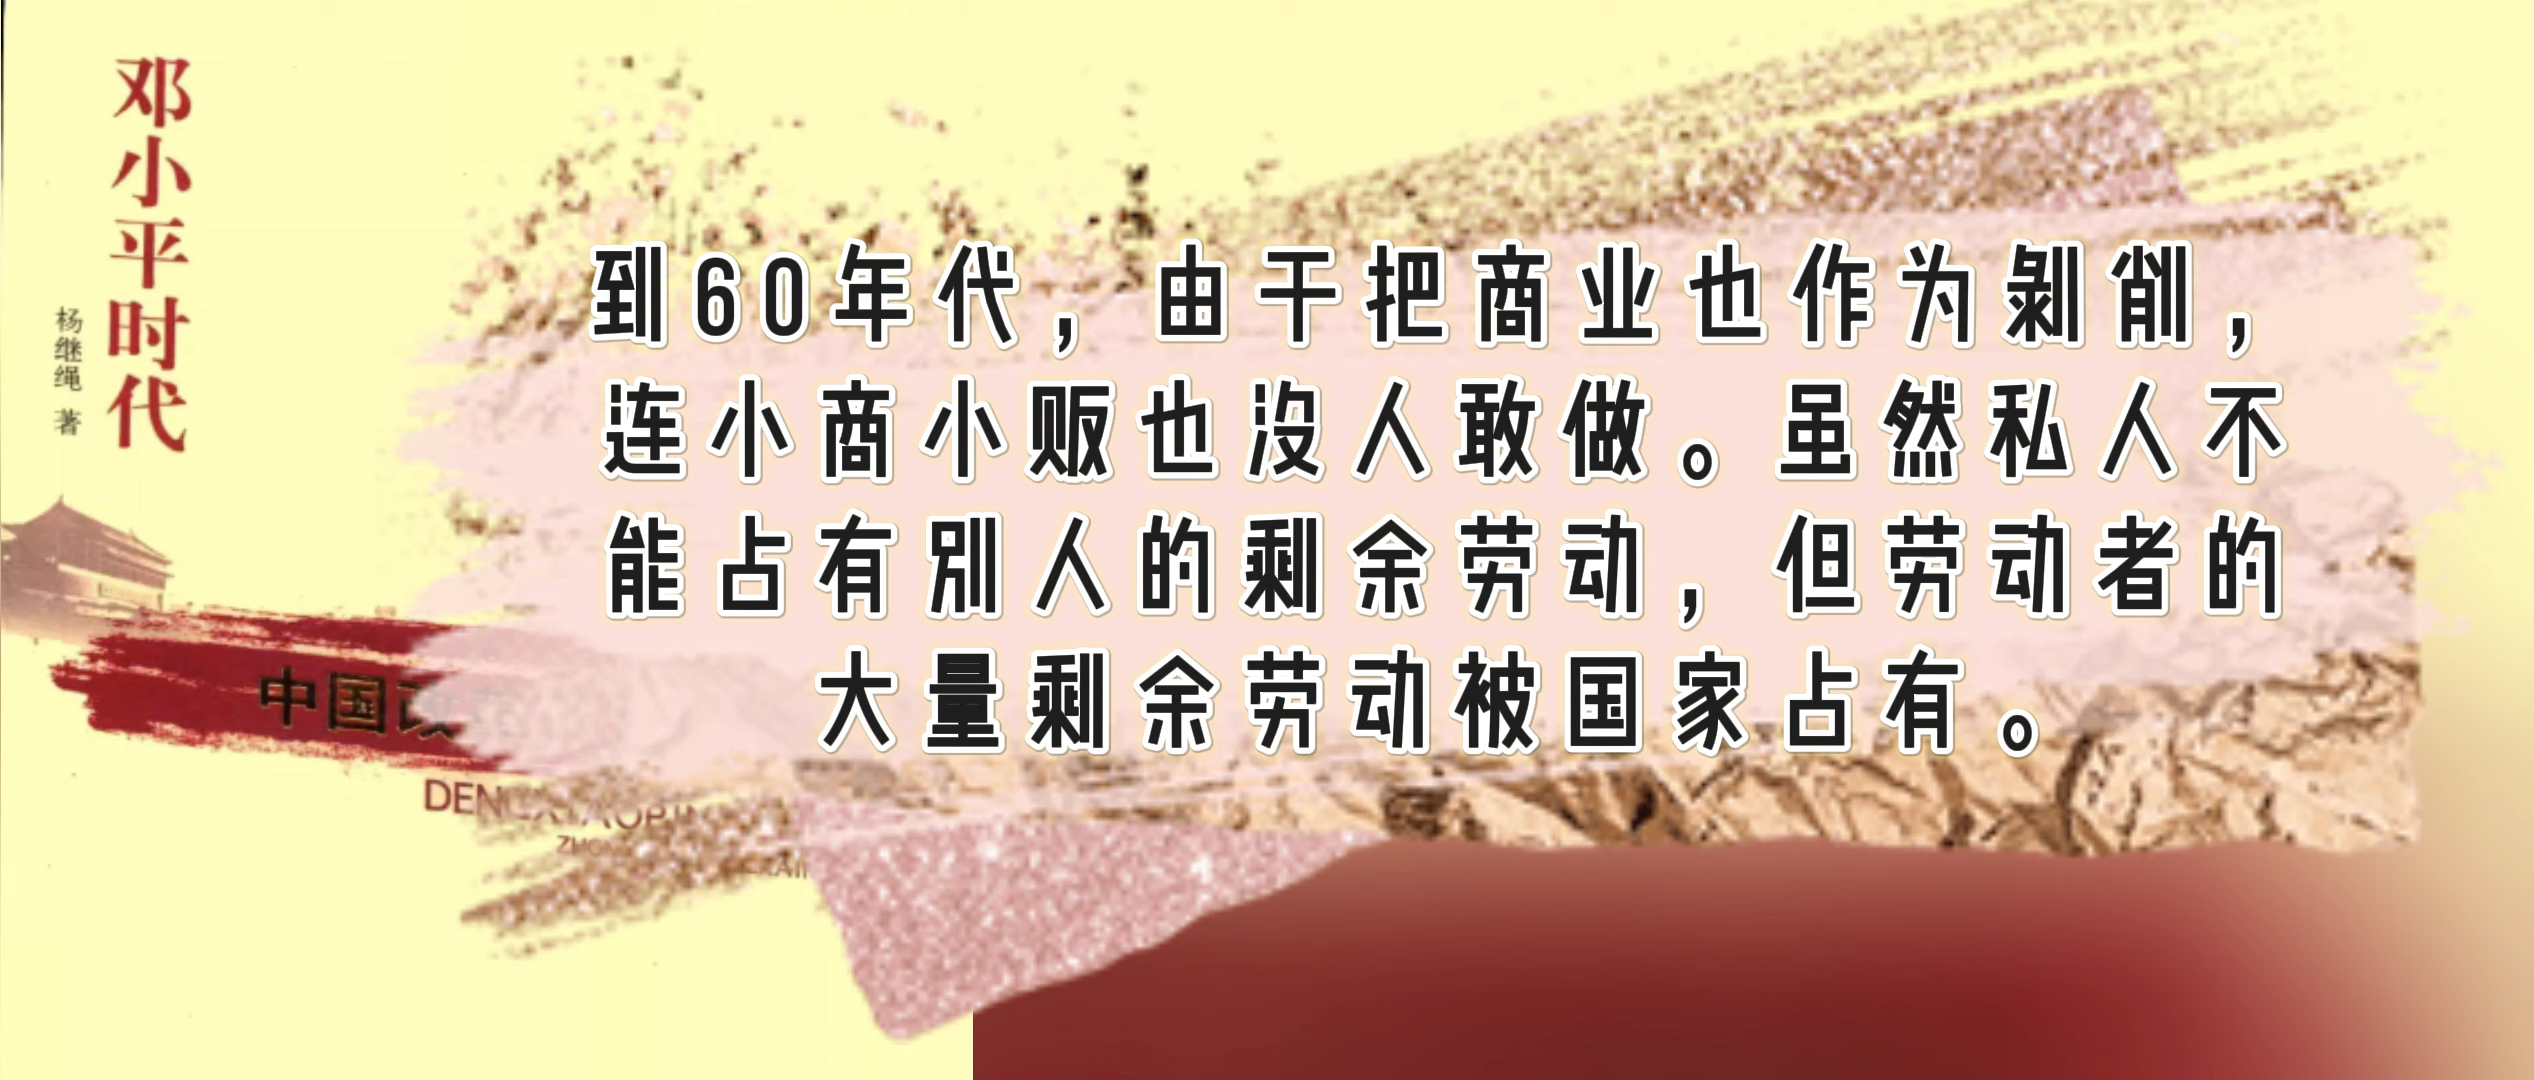 邓小平时代
杨继绳 著
到60年代，由于把商业也作为剥削，
连小商小贩也没人敢做。虽然私人不
能占有别人的剩余劳动，但劳动者的
大量剩余劳动被国家占有。
中国